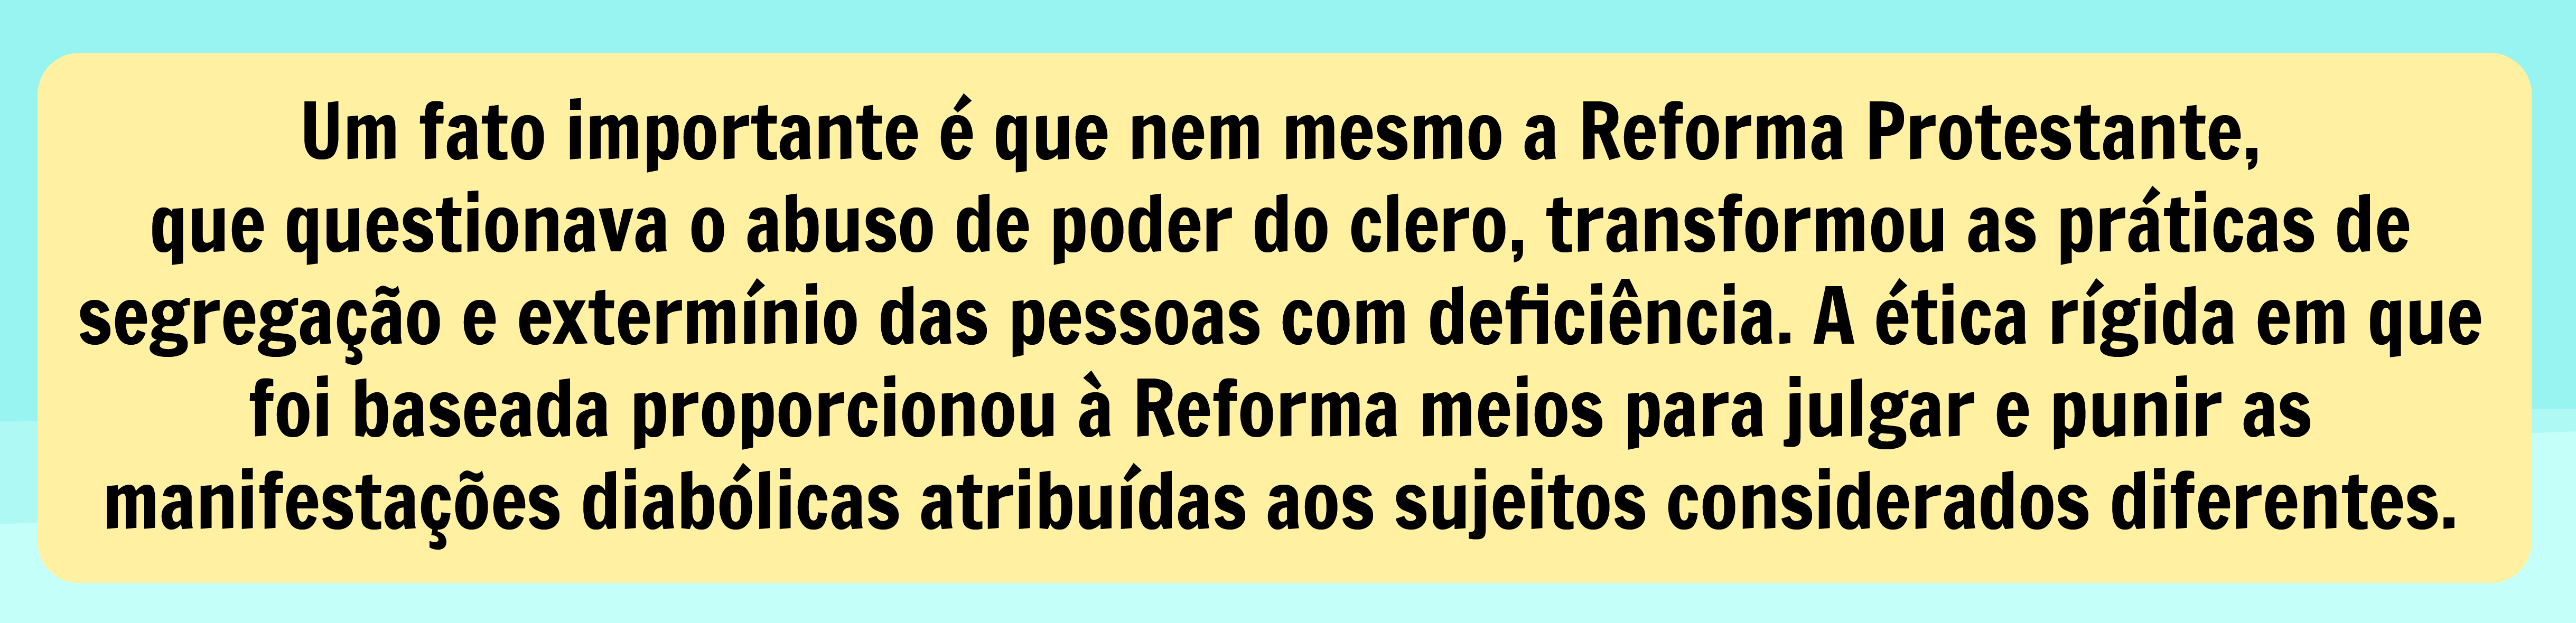 Um fato importante é que nem mesmo a Reforma Protestante,
que questionava o abuso de poder do clero, transformou as práticas de
segregação e extermínio das pessoas com deficiência. A ética rígida em que
foi baseada proporcionou à Reforma meios para julgar e punir as
manifestações diabólicas atribuídas aos sujeitos considerados diferentes.